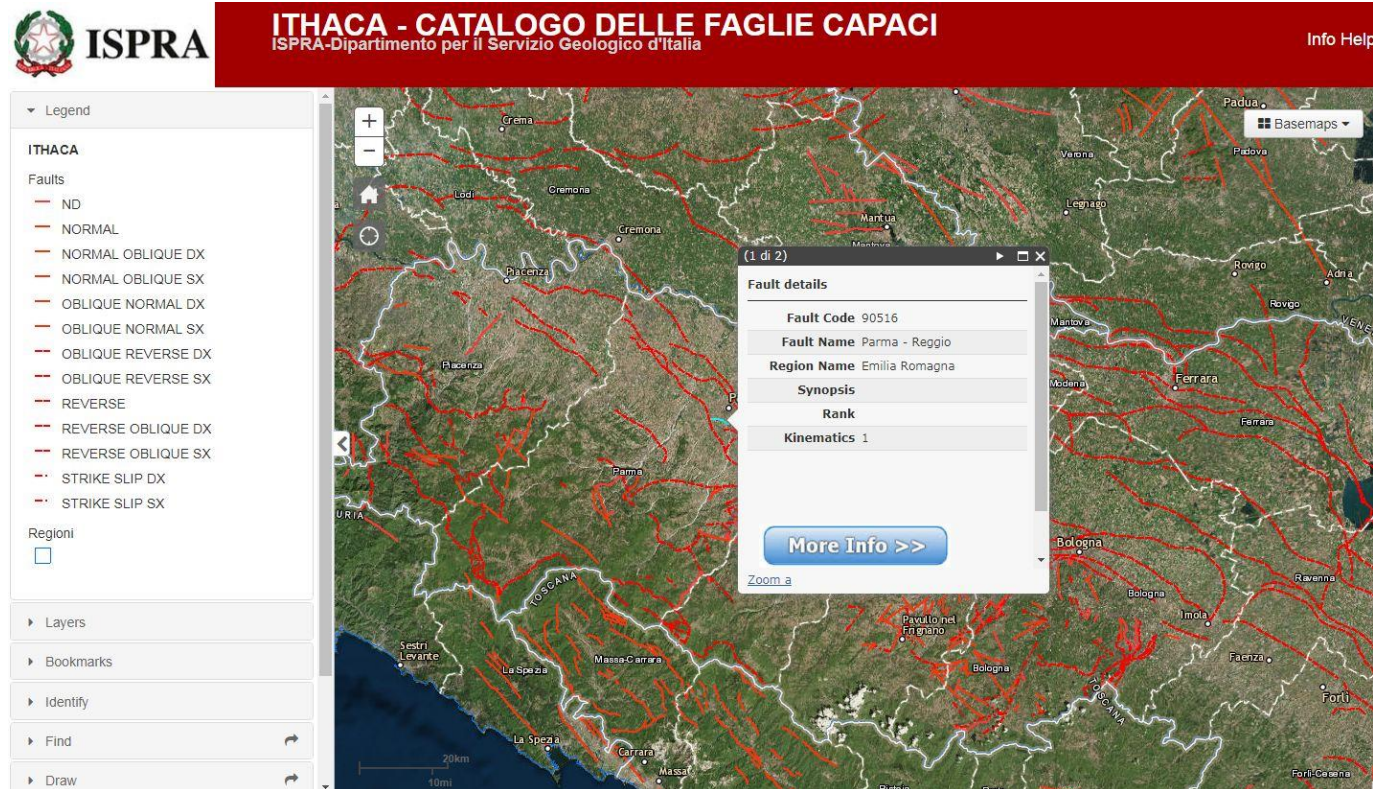 ISPRA
ITHACA - CATALOGO DELLE FAGLIE CAPACI
ISPRA-Dipartimento per il Servizio Geologico d'Italia
Info Help
Legend
ITHACA
Faults
ND
NORMAL
NORMAL OBLIQUE DX
NORMAL OBLIQUE SX
OBLIQUE NORMAL DX
OBLIQUE NORMAL SX
OBLIQUE REVERSE DX
OBLIQUE REVERSE SX
REVERSE
REVERSE OBLIQUE DX
REVERSE OBLIQUE SX
STRIKE SLIP DX
STRIKE SLIP SX
Regioni
Layers
Bookmarks
Identify
Find
Draw
+
−
Basemaps
Crema
Padua
Verona
Padova
Lodi
Cremona
Legnago
Mantua
Cremona
Mantova
Piacenza
Rovigo
Adria
Rovigo
Mantova
Piacenza
Modena
Ferrara
Ferrara
Parma
URIA
Bologna
TOSCANA
Ravenna
Bologna
Imola
Pavullo nel
Frignano
Sestri
Levante
La Spezia
Massa-Carrara
Bologna
Faenza
TOSCANA
Forlì
La Spezia
Carrara
Massa
Forlì-Cesena
20km
10mi
(1 di 2)
Fault details
Fault Code 90516
Fault Name Parma - Reggio
Region Name Emilia Romagna
Synopsis
Rank
Kinematics 1
More Info >>
Zoom a